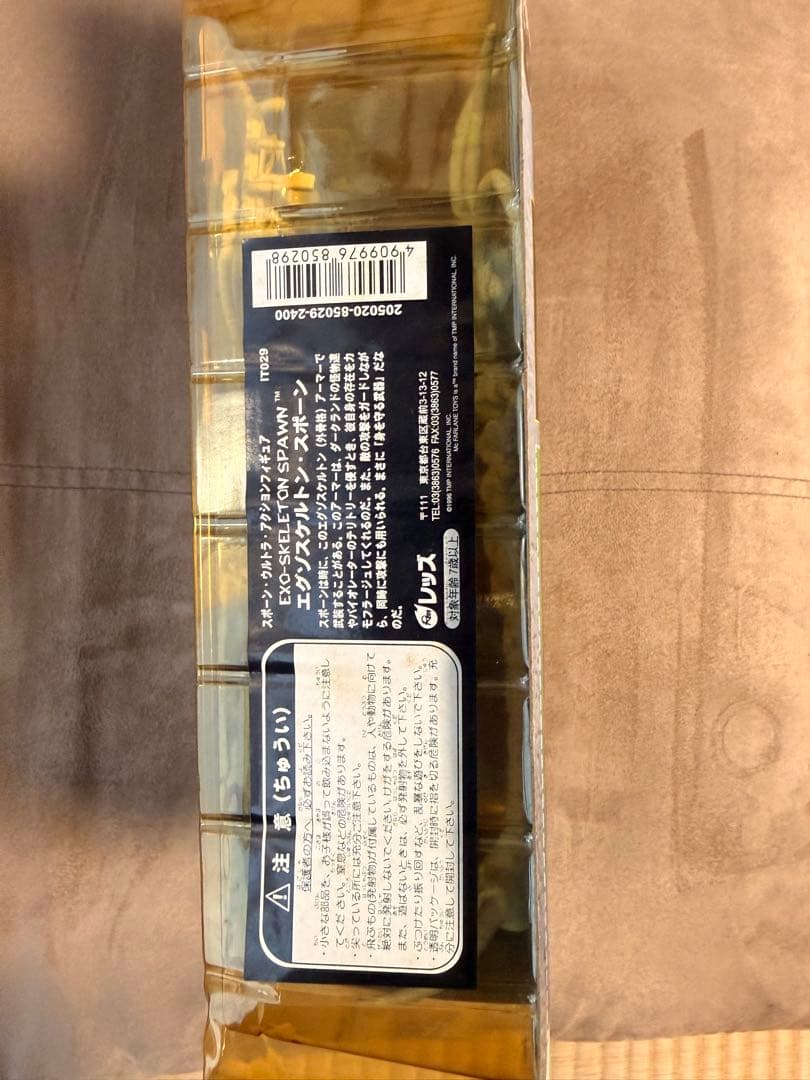 ⚠ 注 意 (ちゅうい)
保護者の方へ、必ずお読み下さい。
・小さな部品を、お子様が誤って飲み込まないように注意し
てください。窒息などの危険があります。
・尖っている所には充分ご注意下さい。
・飛ぶもの(発射物)が付属しているものは、人や動物に向けて
絶対に発射しないでください。けがをする危険があります。
また、遊ばないときは、必ず発射物を外して下さい。
・ぶつけたり振り回すなど、乱暴な遊びをしないで下さい。
・透明パッケージは、開封時に指を切る危険があります。充
分に注意して開封して下さい。
スポーン・ウルトラ・アクションフィギュア
IT029
EXO-SKELETON SPAWN™
エグゾスケルトン・スポーン
スポーンは時に、このエグゾスケルトン（外骨格）アーマーで
武装することがある。このアーマーは、ダークランドの怪物達
やバイオレーターのテリトリーを侵すとき、彼自身の存在を力
モフラージュしてくれるのだ。また、敵の攻撃をガードしなが
ら、同時に攻撃にも用いられる、まさに「身を守る武器」だな
のだ。
レッズ
対象年齢 7歳以上
〒111 東京都台東区蔵前3-13-12
TEL:03(3863)0576 FAX:03(3863)0577
©1996 TMP INTERNATIONAL, INC.
Mc FARLANE TOYS is a™ brand name of TMP INTERNATIONAL, INC.
4 909976 850298
205020-85029-2400